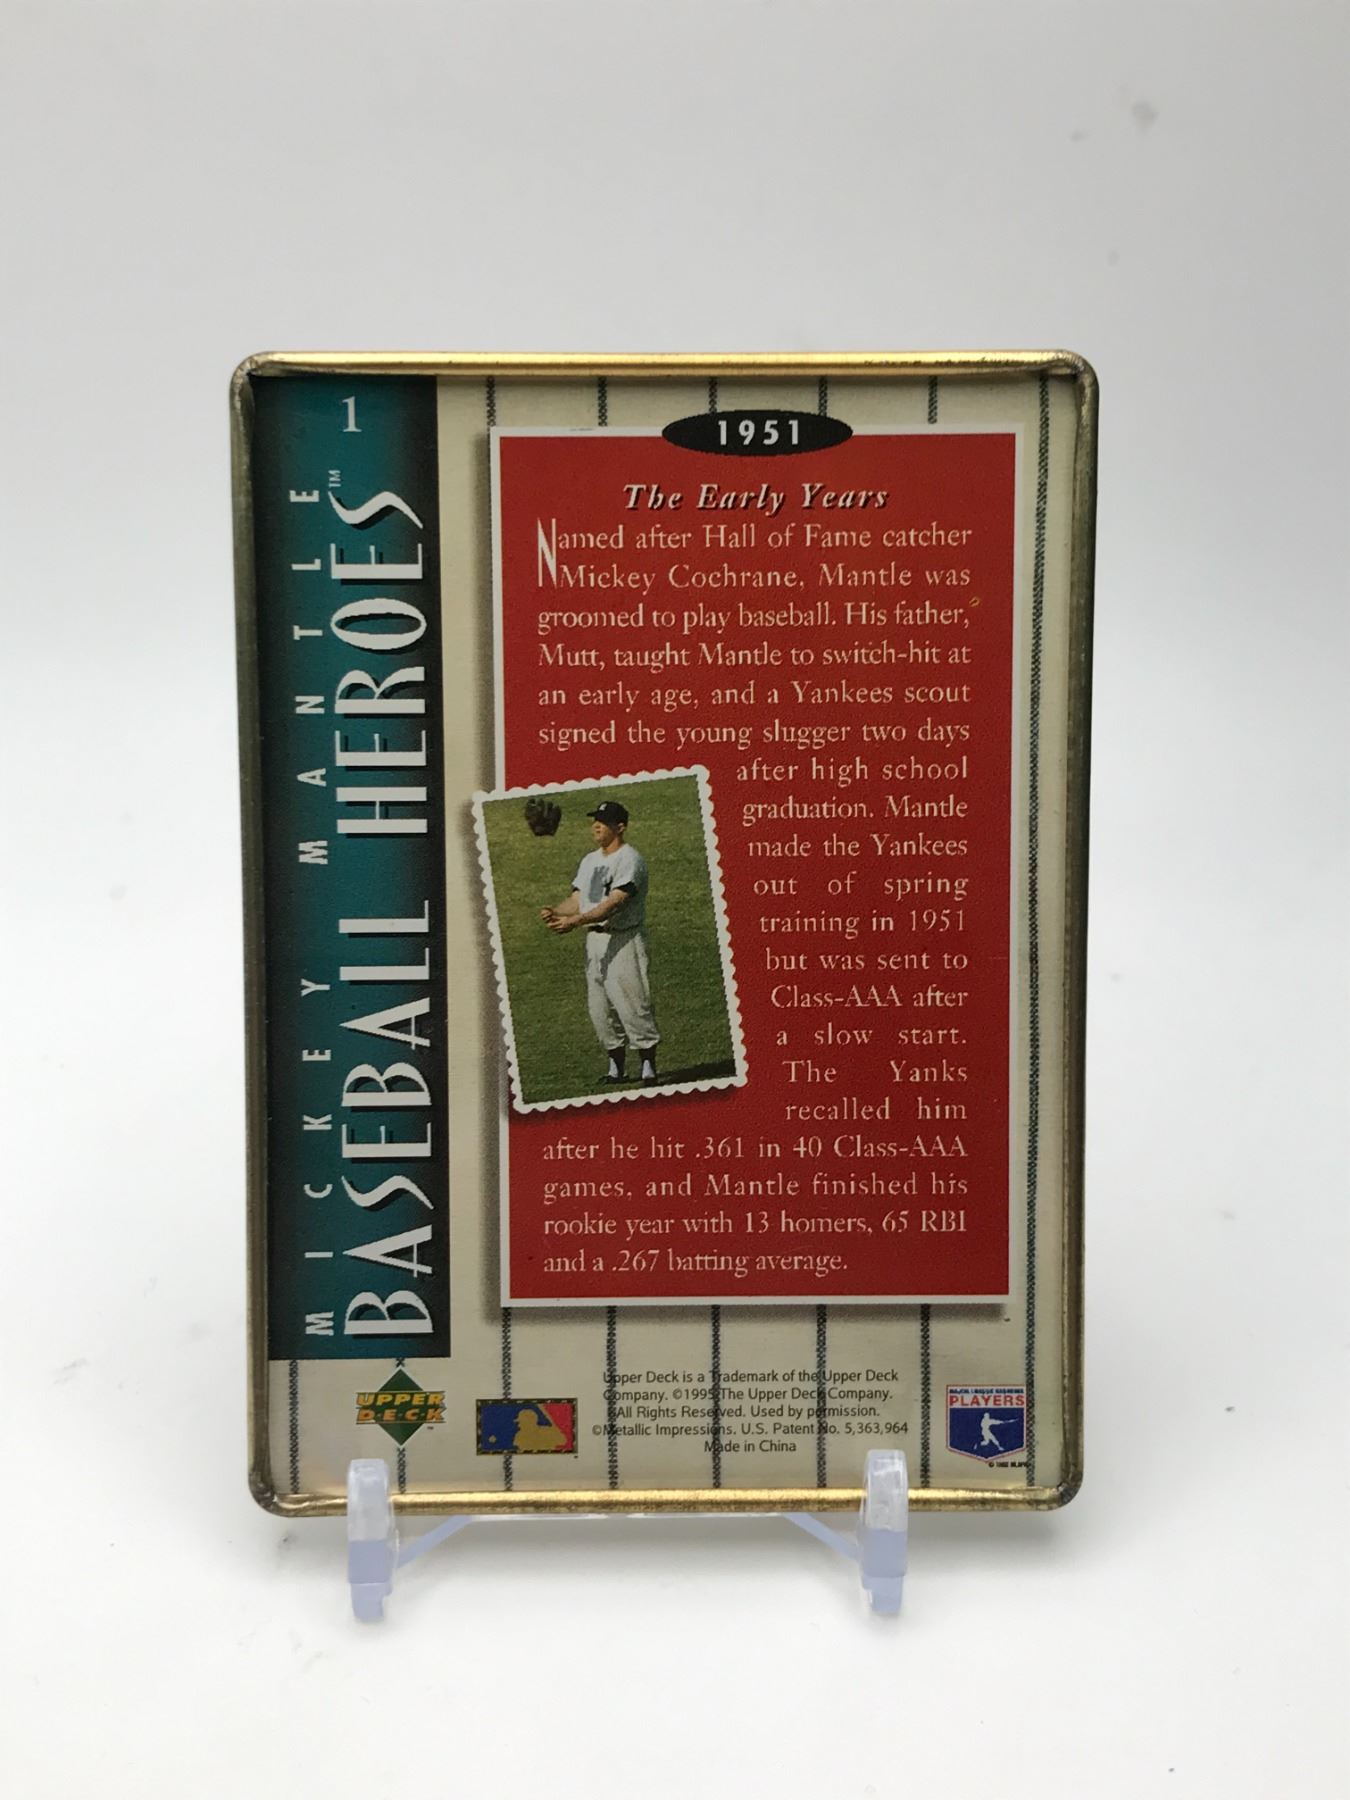 1
MICKEY MANTLE
BASEBALL HEROES™
1951
The Early Years
Named after Hall of Fame catcher
Mickey Cochrane, Mantle was
groomed to play baseball. His father,
Mutt, taught Mantle to switch-hit at
an early age, and a Yankees scout
signed the young slugger two days
after high school
graduation. Mantle
made the Yankees
out of spring
training in 1951
but was sent to
Class-AAA after
a slow start.
The Yanks
recalled him
after he hit .361 in 40 Class-AAA
games, and Mantle finished his
rookie year with 13 homers, 65 RBI
and a .267 batting average.
UPPER
DECK
Upper Deck is a Trademark of the Upper Deck
Company. ©1995 The Upper Deck Company.
All Rights Reserved. Used by permission.
©Metallic Impressions. U.S. Patent No. 5,363,964
Made in China
MAJOR LEAGUE BASEBALL
PLAYERS